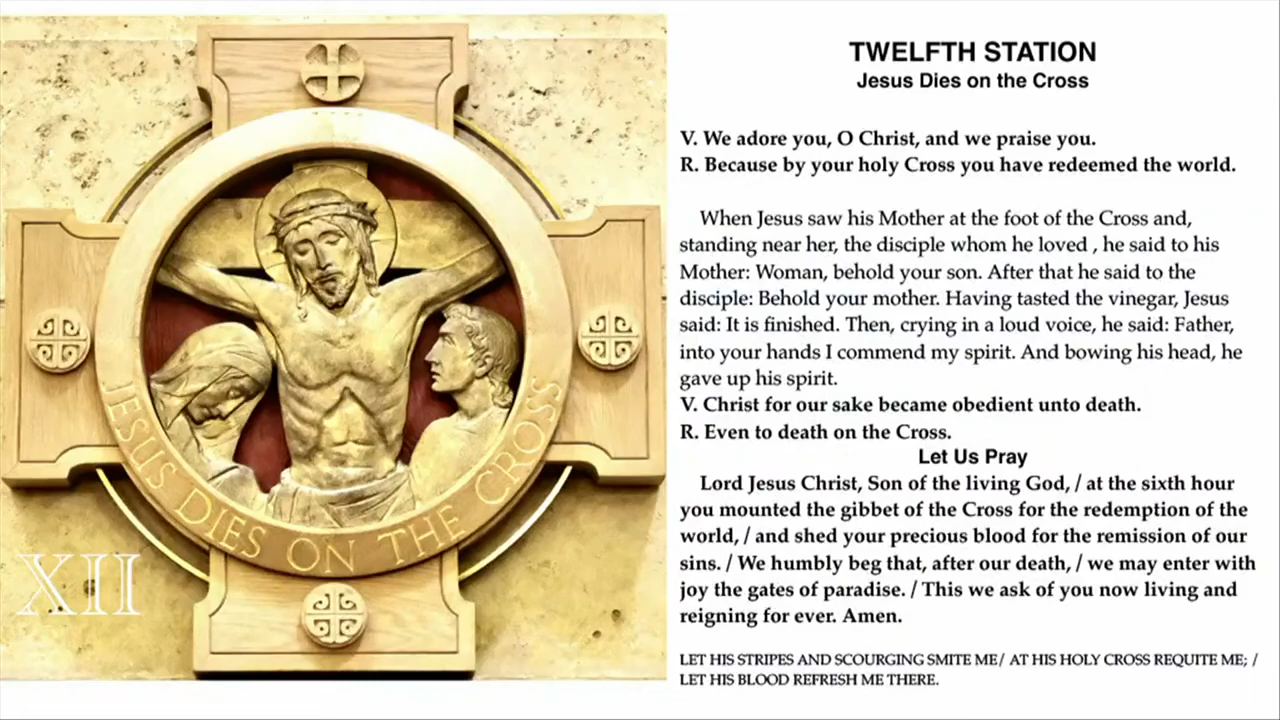 JESUS DIES ON THE CROSS
XII
TWELFTH STATION
Jesus Dies on the Cross
V. We adore you, O Christ, and we praise you.
R. Because by your holy Cross you have redeemed the world.
When Jesus saw his Mother at the foot of the Cross and,
standing near her, the disciple whom he loved , he said to his
Mother: Woman, behold your son. After that he said to the
disciple: Behold your mother. Having tasted the vinegar, Jesus
said: It is finished. Then, crying in a loud voice, he said: Father,
into your hands I commend my spirit. And bowing his head, he
gave up his spirit.
V. Christ for our sake became obedient unto death.
R. Even to death on the Cross.
Let Us Pray
Lord Jesus Christ, Son of the living God, / at the sixth hour
you mounted the gibbet of the Cross for the redemption of the
world, / and shed your precious blood for the remission of our
sins. / We humbly beg that, after our death, / we may enter with
joy the gates of paradise. / This we ask of you now living and
reigning for ever. Amen.
LET HIS STRIPES AND SCOURGING SMITE ME/ AT HIS HOLY CROSS REQUITE ME; /
LET HIS BLOOD REFRESH ME THERE.